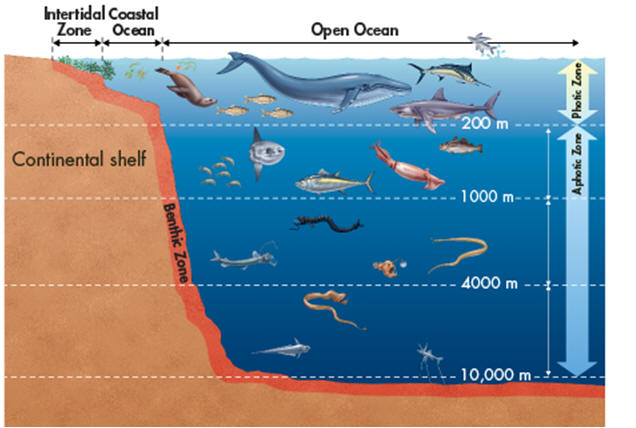 Intertidal Zone
Coastal Ocean
Open Ocean
Photic Zone
200 m
Aphotic Zone
Continental shelf
1000 m
Benthic Zone
4000 m
10,000 m